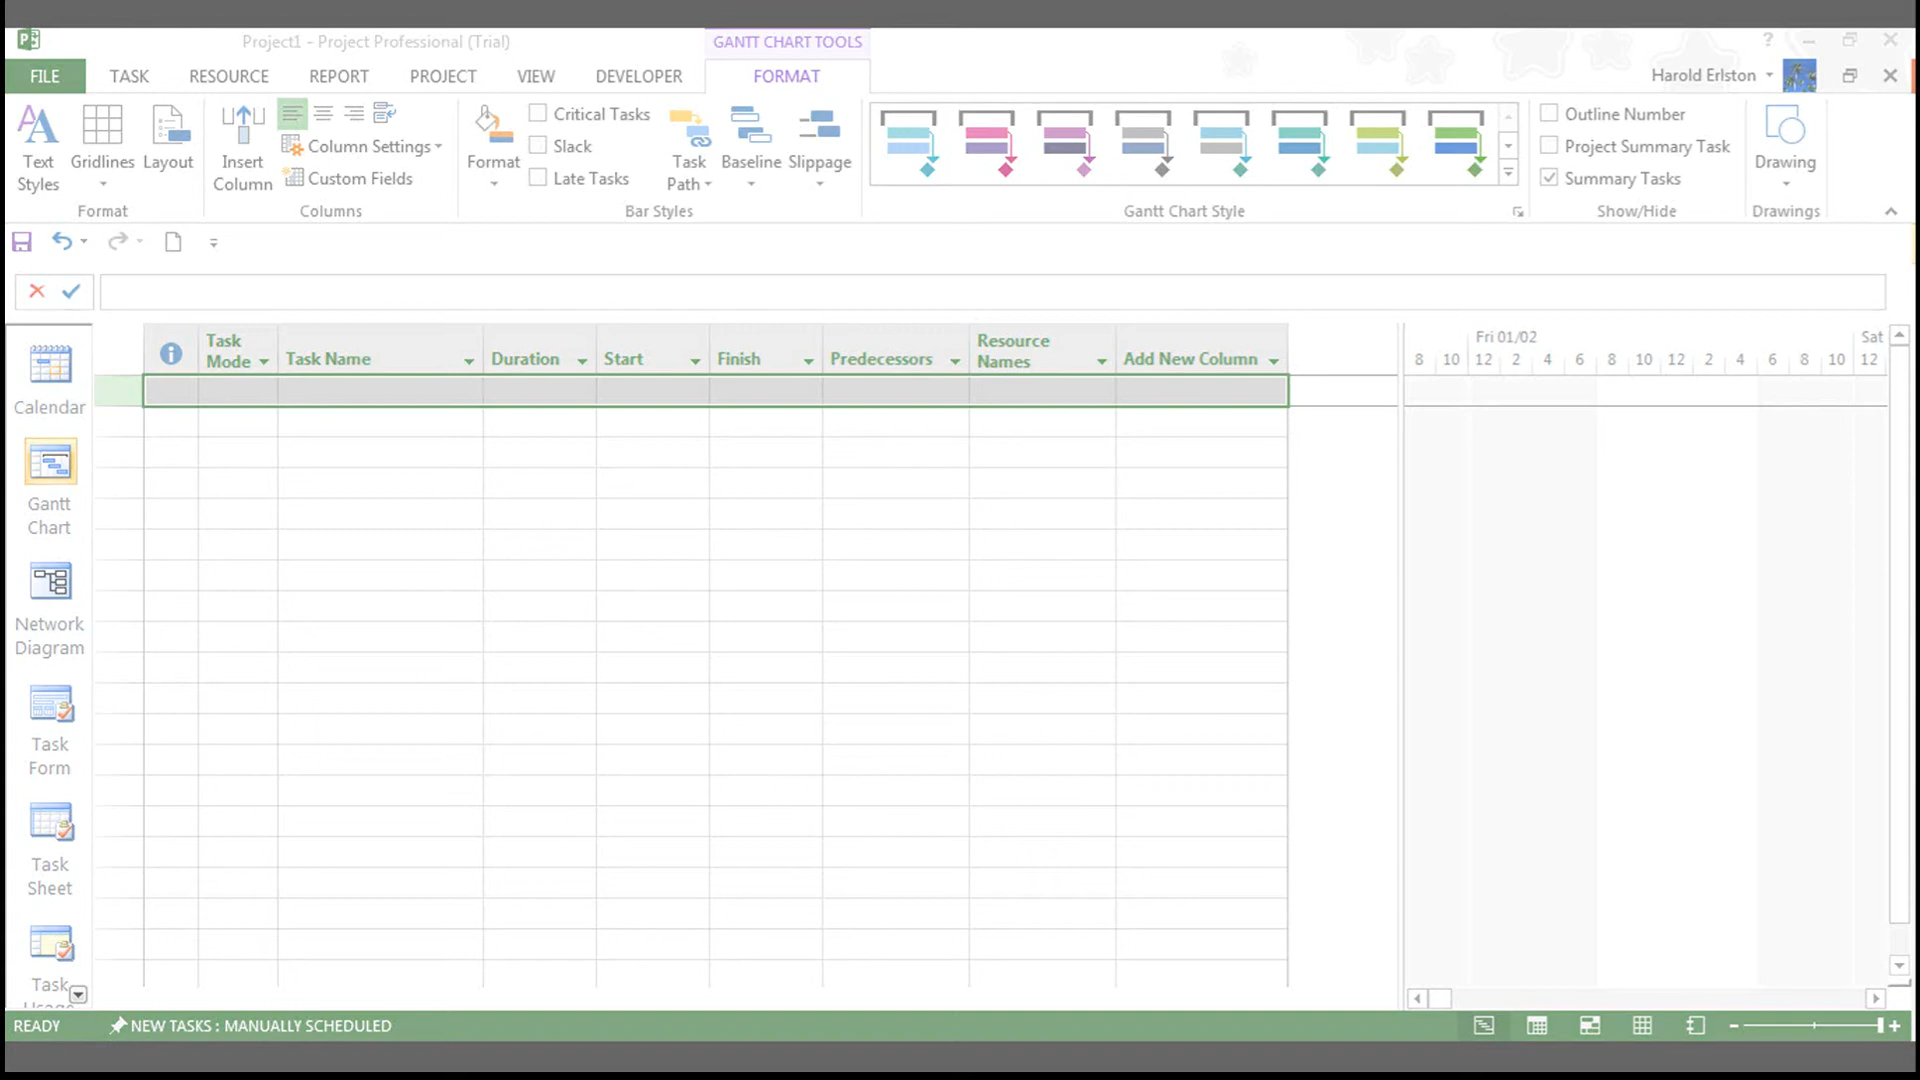 Project1 - Project Professional (Trial)
GANTT CHART TOOLS
?
FILE
TASK
RESOURCE
REPORT
PROJECT
VIEW
DEVELOPER
FORMAT
Harold Erlston
Text
Styles
Gridlines
Layout
Format
Insert
Column
Column Settings
Custom Fields
Columns
Format
Critical Tasks
Slack
Late Tasks
Task
Path
Baseline
Slippage
Bar Styles
Gantt Chart Style
Outline Number
Project Summary Task
Summary Tasks
Show/Hide
Drawing
Drawings
Task
Mode
Task Name
Duration
Start
Finish
Predecessors
Resource
Names
Add New Column
Fri 01/02
Sat
8 10 12 2 4 6 8 10 12 2 4 6 8 10 12
Calendar
Gantt
Chart
Network
Diagram
Task
Form
Task
Sheet
Task
Usage
READY
NEW TASKS : MANUALLY SCHEDULED